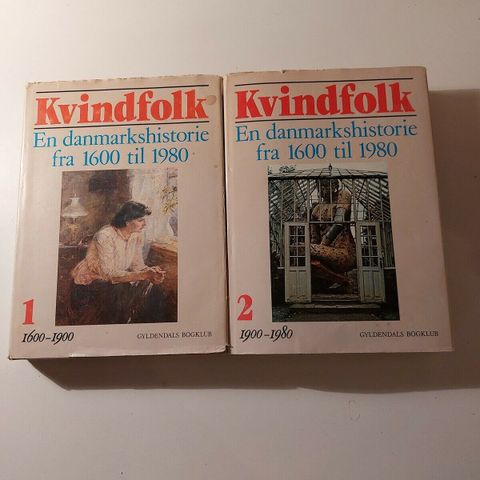 Kvindfolk
En danmarkshistorie
fra 1600 til 1980
1
1600-1900
GYLDENDALS BOGKLUB
Kvindfolk
En danmarkshistorie
fra 1600 til 1980
2
1900-1980
GYLDENDALS BOGKLUB